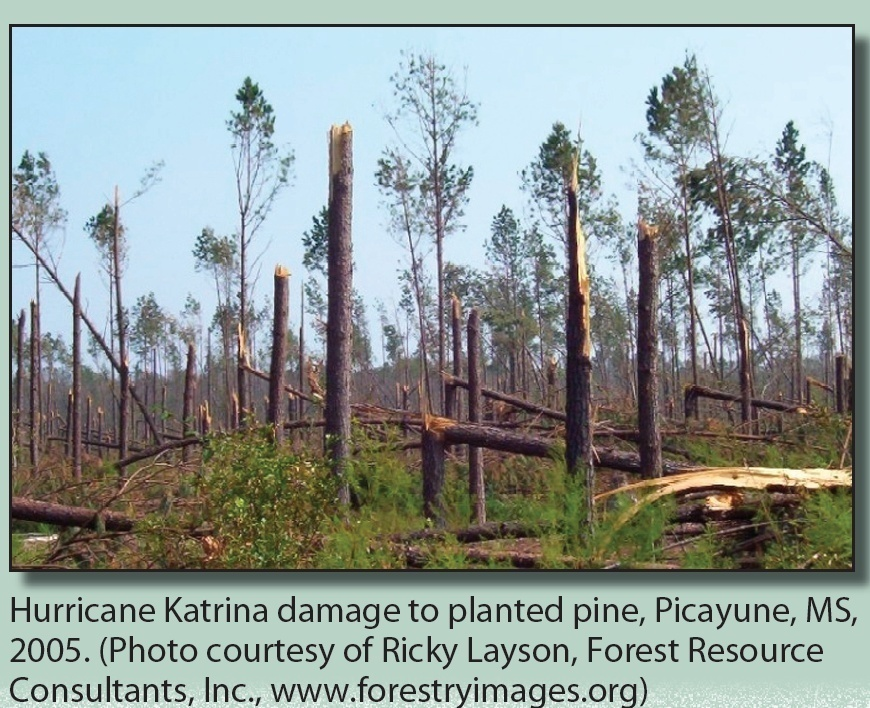 Hurricane Katrina damage to planted pine, Picayune, MS,
2005. (Photo courtesy of Ricky Layson, Forest Resource
Consultants, Inc., www.forestryimages.org)